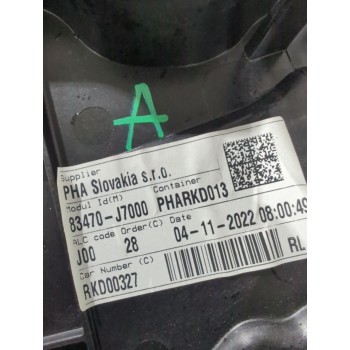 A
Supplier
PHA Slovakia s.r.o.
Modul Id(M) Container
83470-J7000 PHARKD013
ALC code Order(C) Date
J00 28 04-11-2022 08:00:49
Car Number (C)
RKD00327 RL